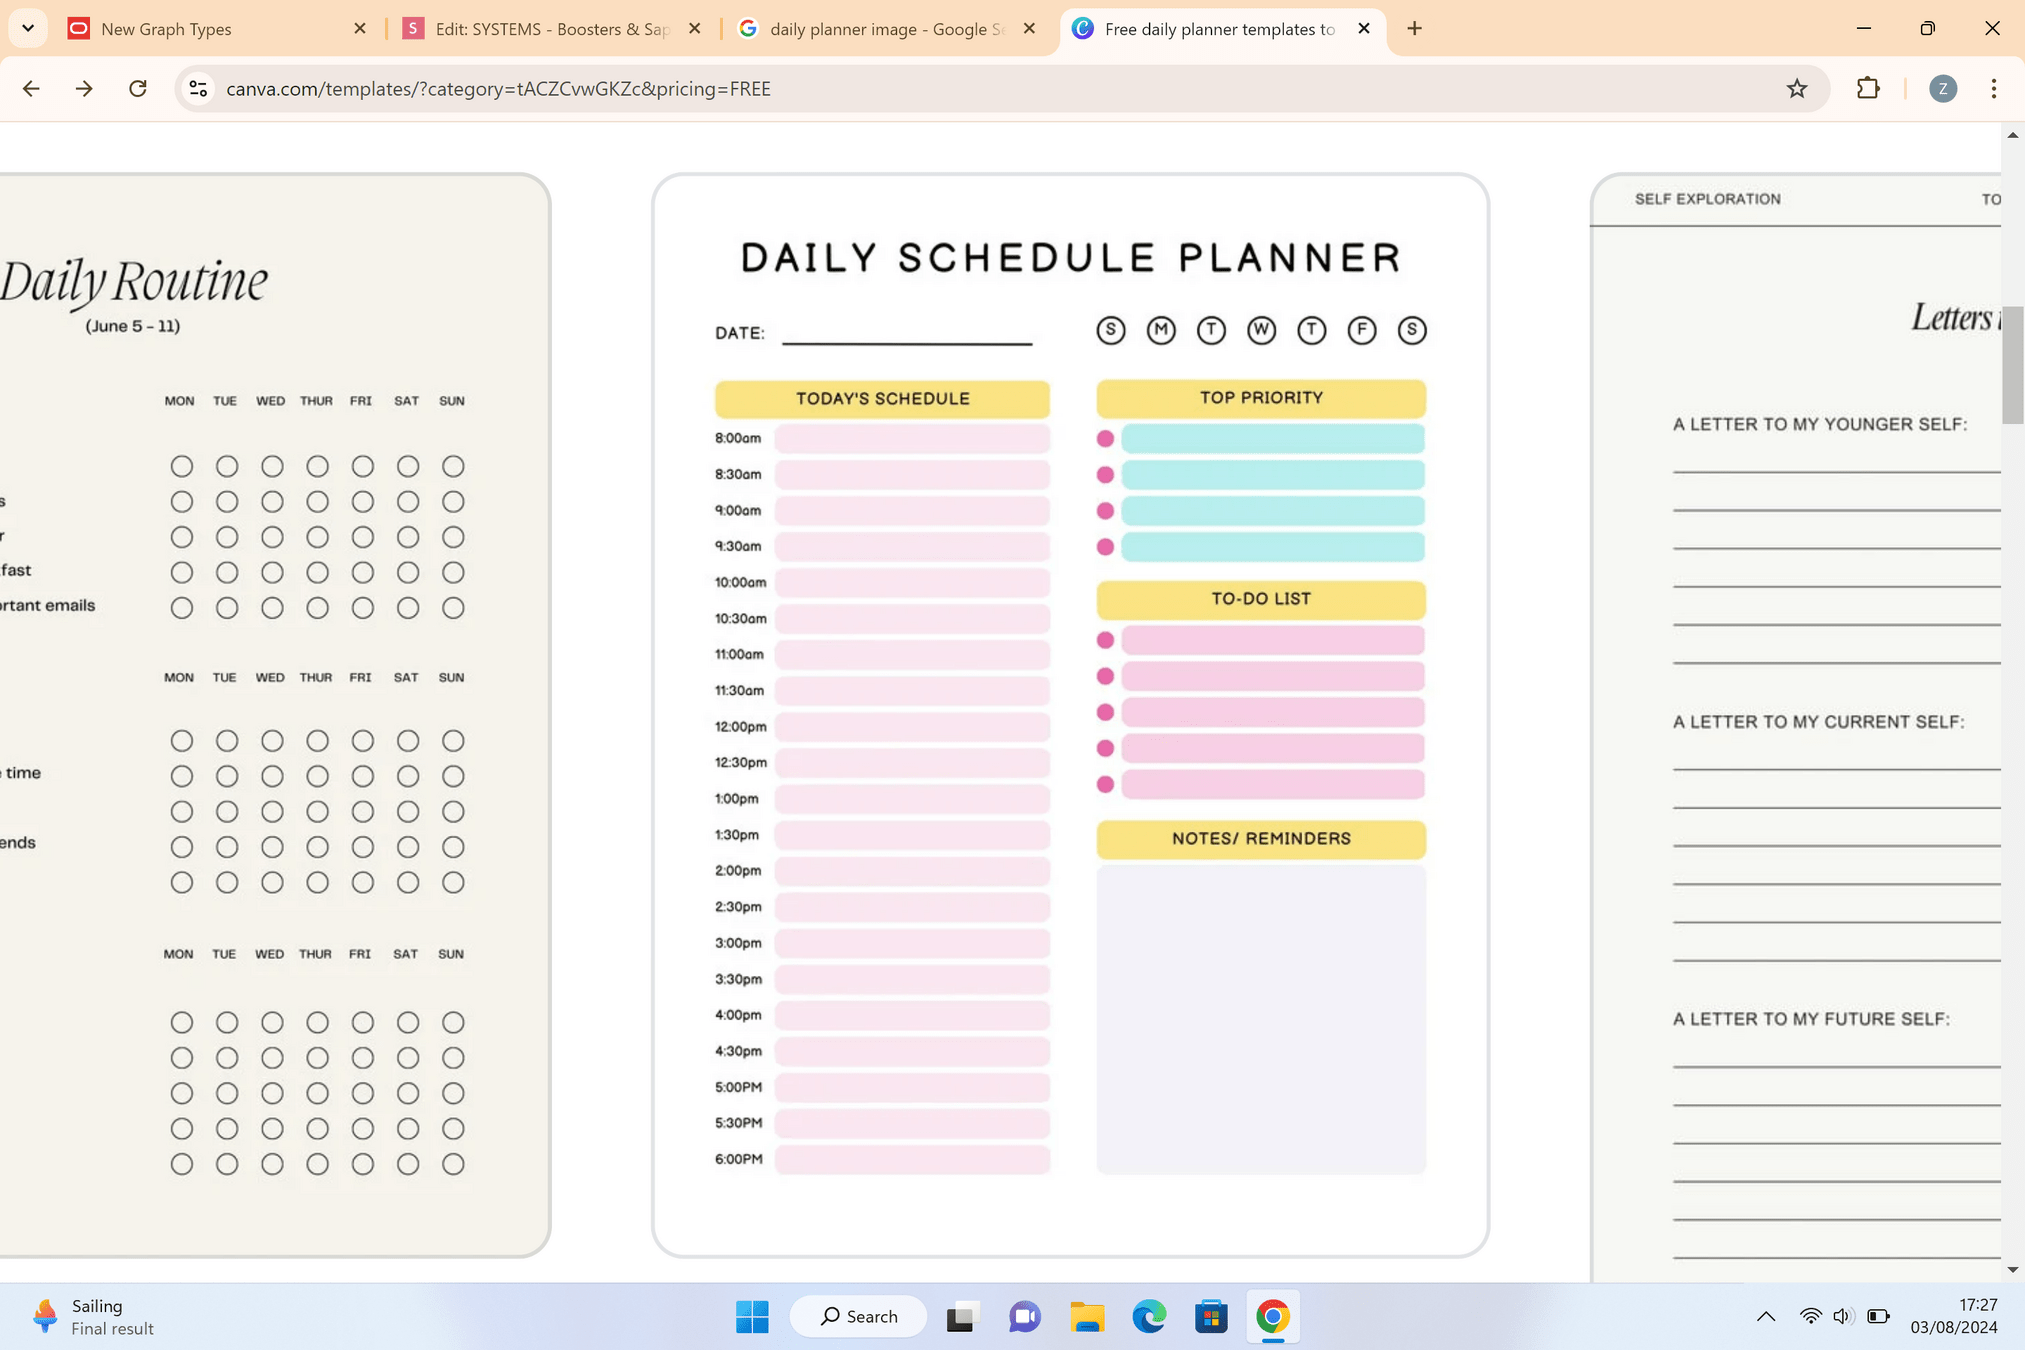 New Graph Types
S
Edit: SYSTEMS - Boosters & Sap
daily planner image - Google Se
Free daily planner templates to
canva.com/templates/?category=tACZCvwGKZc&pricing=FREE
Z
Daily Routine
(June 5 - 11)
MON TUE WED THUR FRI SAT SUN
s
r
fast
rtant emails
MON TUE WED THUR FRI SAT SUN
time
ends
MON TUE WED THUR FRI SAT SUN
DAILY SCHEDULE PLANNER
DATE:
S M T W T F S
TODAY'S SCHEDULE
8:00am
8:30am
9:00am
9:30am
10:00am
10:30am
11:00am
11:30am
12:00pm
12:30pm
1:00pm
1:30pm
2:00pm
2:30pm
3:00pm
3:30pm
4:00pm
4:30pm
5:00PM
5:30PM
6:00PM
TOP PRIORITY
TO-DO LIST
NOTES/ REMINDERS
SELF EXPLORATION TO
Letters
A LETTER TO MY YOUNGER SELF:
A LETTER TO MY CURRENT SELF:
A LETTER TO MY FUTURE SELF:
Sailing
Final result
Search
17:27
03/08/2024